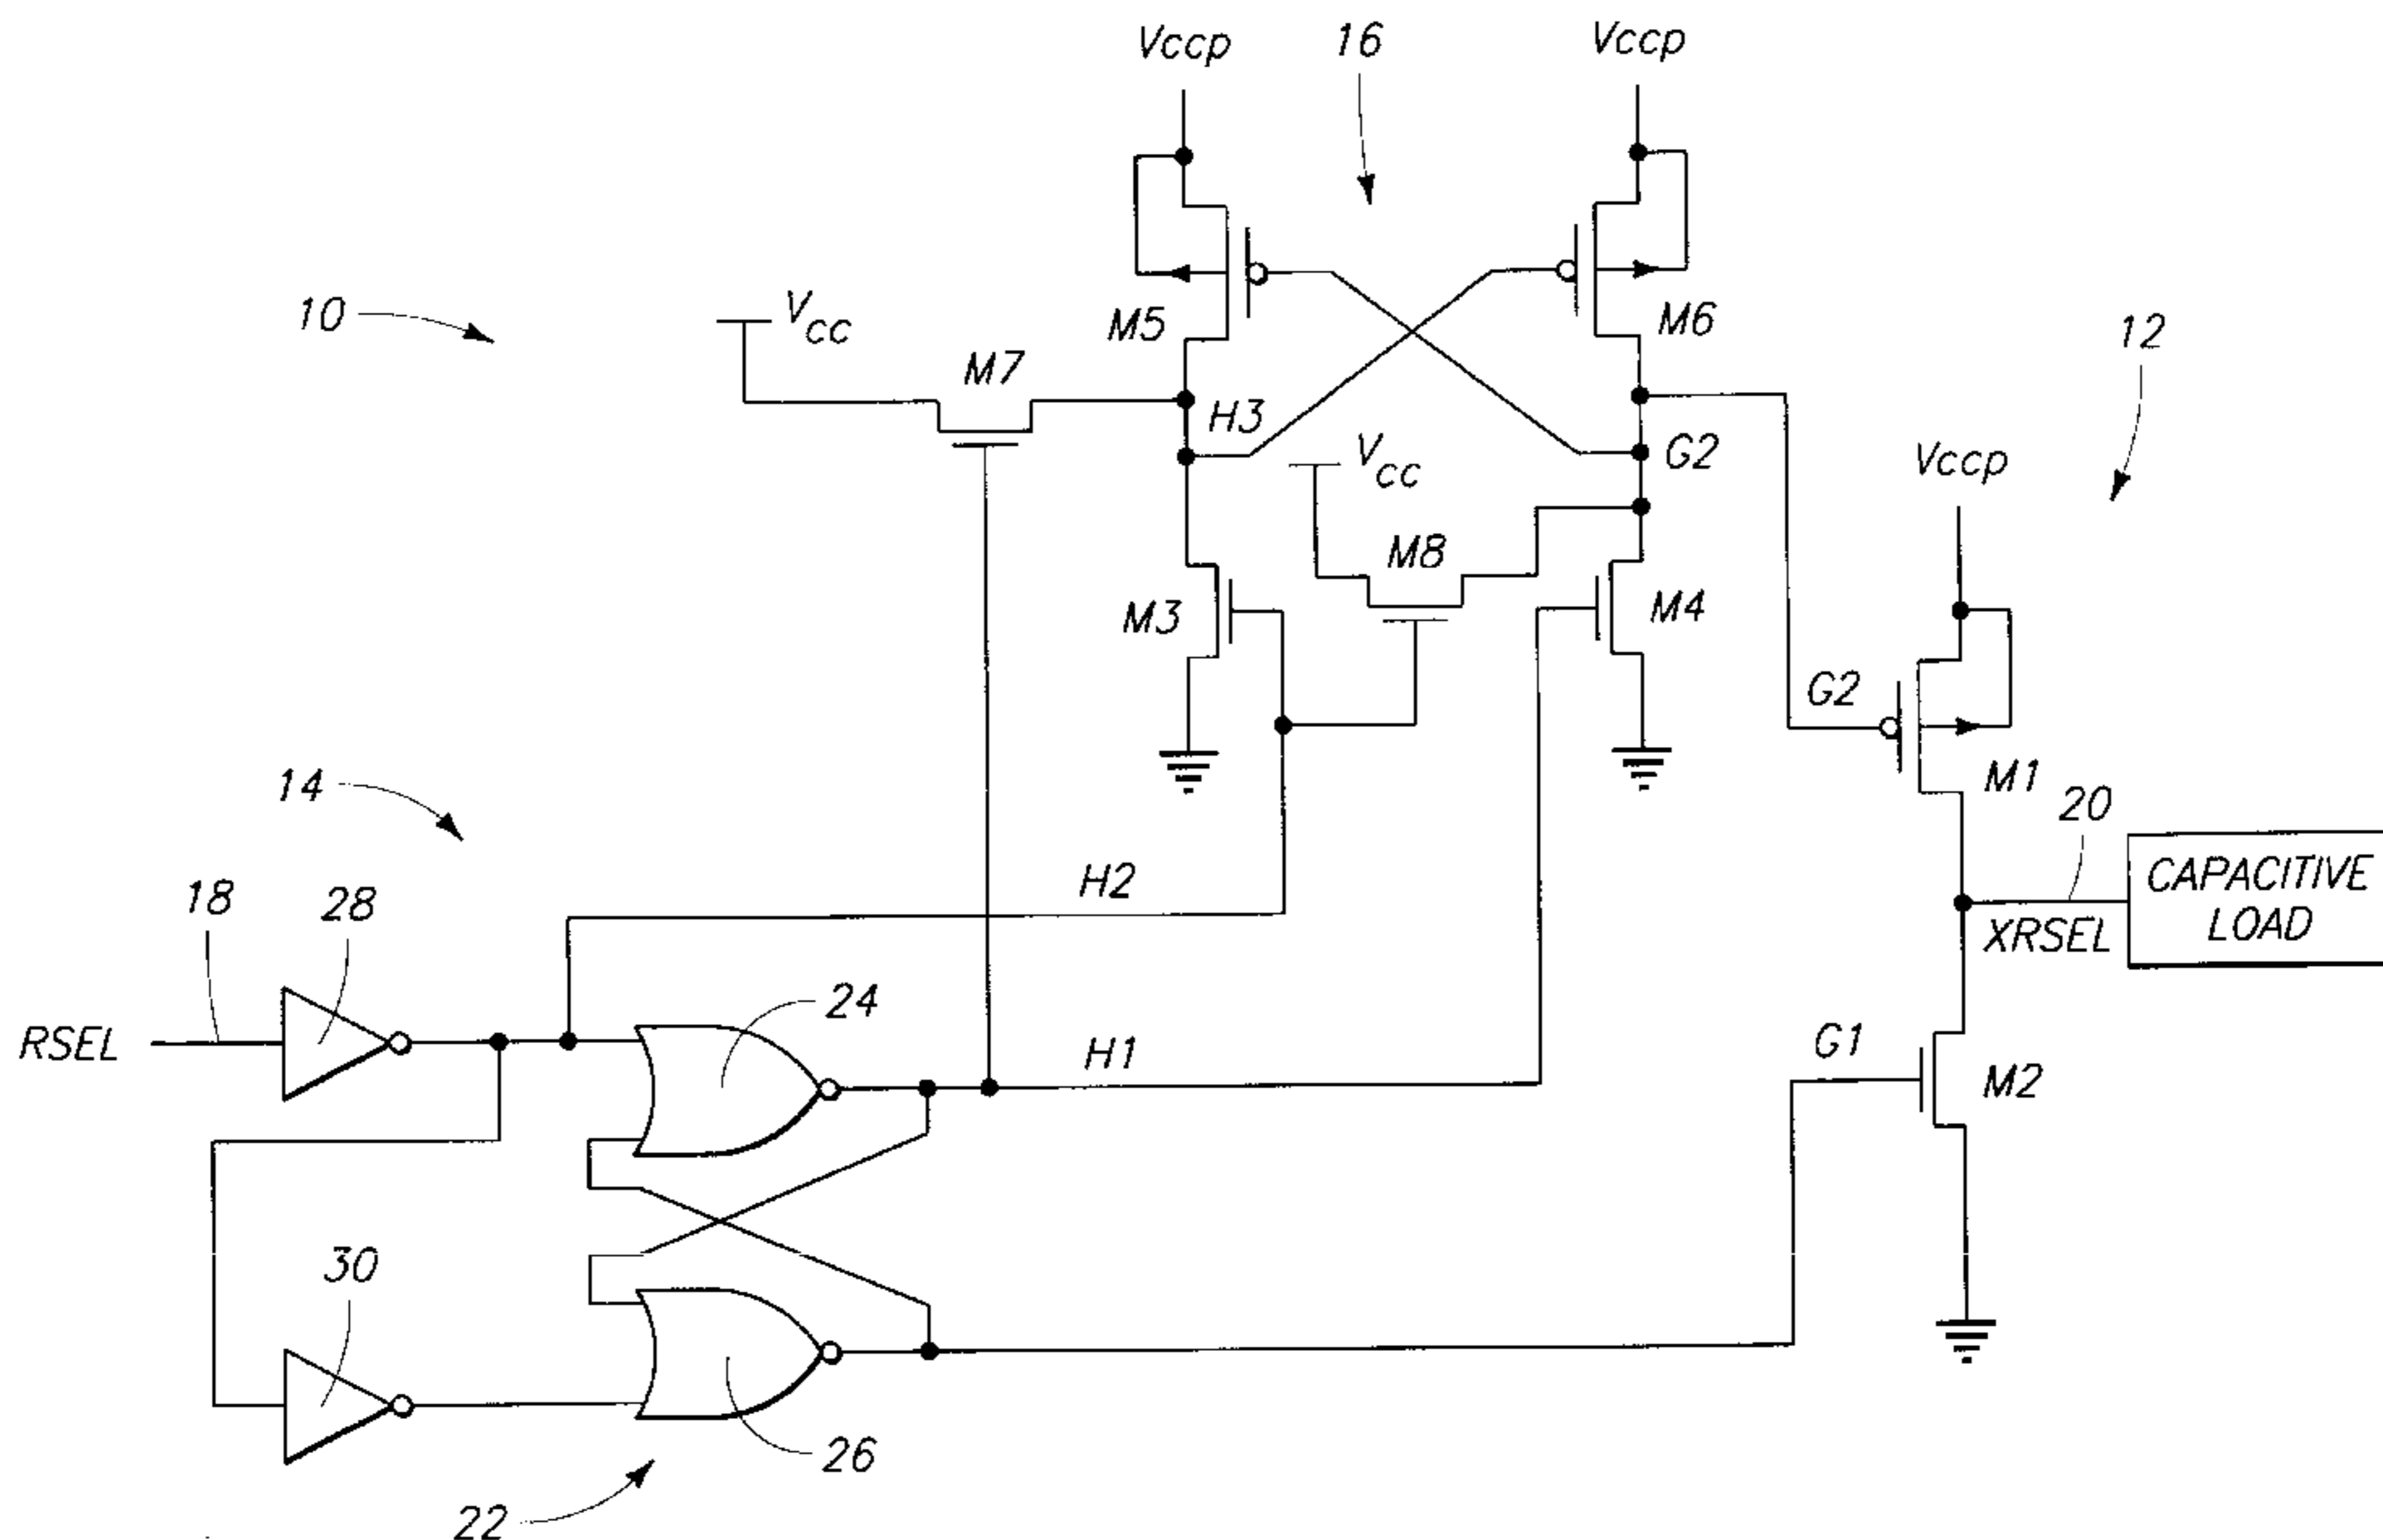 Vccp
16
Vccp
10
VCC
M5
M6
12
M7
H3
VCC
G2
Vccp
M8
M3
M4
G2
14
M1
20
H2
CAPACITIVE
LOAD
18
28
XRSEL
24
RSEL
H1
G1
M2
30
26
22